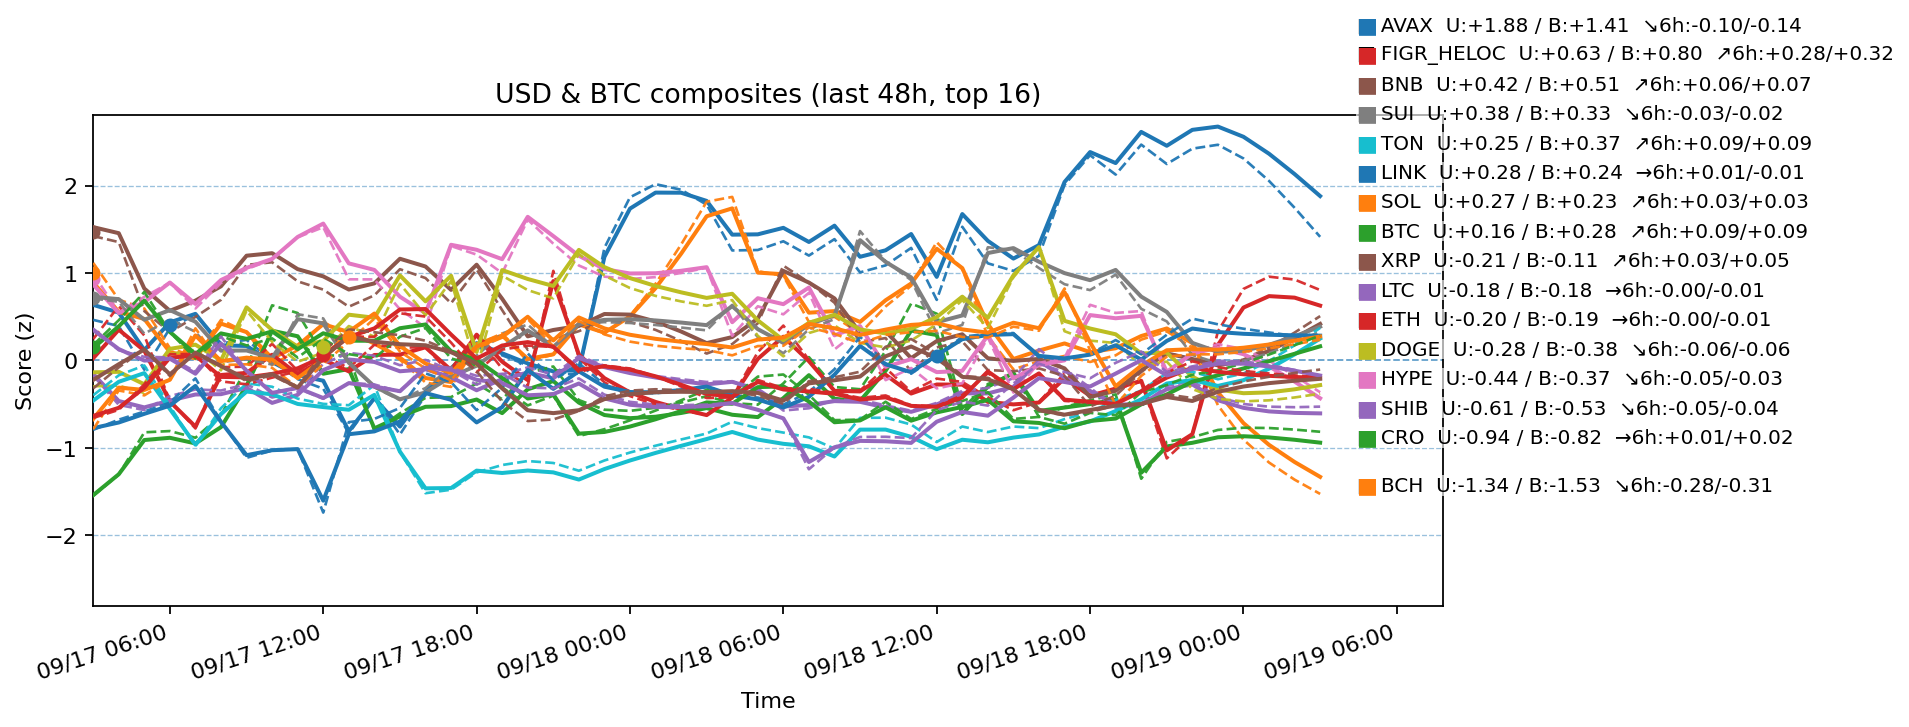 USD & BTC composites (last 48h, top 16)
AVAX U:+1.88 / B:+1.41 ↘6h:-0.10/-0.14
FIGR_HELOC U:+0.63 / B:+0.80 ↗6h:+0.28/+0.32
BNB U:+0.42 / B:+0.51 ↗6h:+0.06/+0.07
SUI U:+0.38 / B:+0.33 ↘6h:-0.03/-0.02
TON U:+0.25 / B:+0.37 ↗6h:+0.09/+0.09
LINK U:+0.28 / B:+0.24 →6h:+0.01/-0.01
SOL U:+0.27 / B:+0.23 ↗6h:+0.03/+0.03
BTC U:+0.16 / B:+0.28 ↗6h:+0.09/+0.09
XRP U:-0.21 / B:-0.11 ↗6h:+0.03/+0.05
LTC U:-0.18 / B:-0.18 →6h:-0.00/-0.01
ETH U:-0.20 / B:-0.19 →6h:-0.00/-0.01
DOGE U:-0.28 / B:-0.38 ↘6h:-0.06/-0.06
HYPE U:-0.44 / B:-0.37 ↘6h:-0.05/-0.03
SHIB U:-0.61 / B:-0.53 ↘6h:-0.05/-0.04
CRO U:-0.94 / B:-0.82 →6h:+0.01/+0.02
BCH U:-1.34 / B:-1.53 ↘6h:-0.28/-0.31
Score (z)
2
1
0
−1
−2
09/17 06:00
09/17 12:00
09/17 18:00
09/18 00:00
09/18 06:00
09/18 12:00
09/18 18:00
09/19 00:00
09/19 06:00
Time